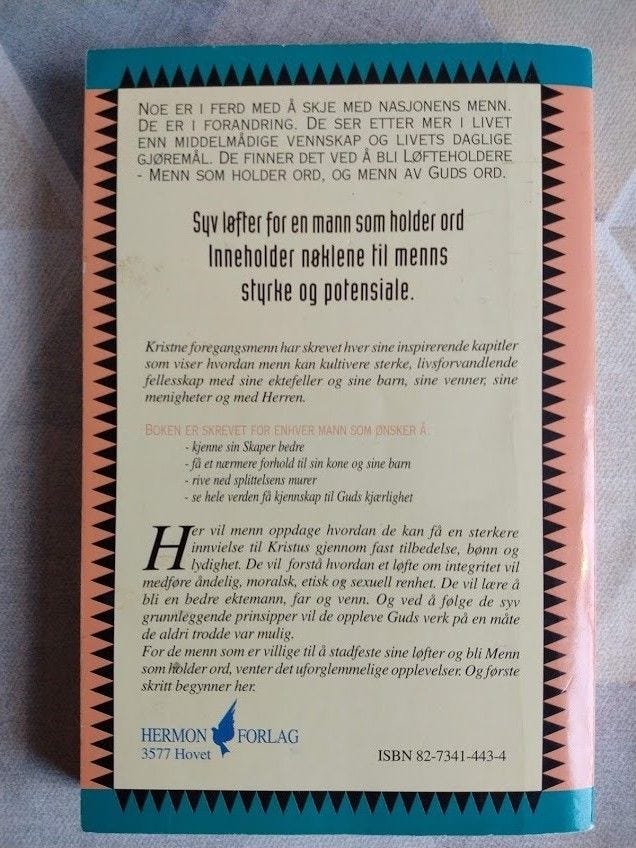 NOE ER I FERD MED Å SKJE MED NASJONENS MENN.
DE ER I FORANDRING. DE SER ETTER MER I LIVET
ENN MIDDELMÅDIGE VENNSKAP OG LIVETS DAGLIGE
GJØREMÅL. DE FINNER DET VED Å BLI LØFTEHOLDERE
- MENN SOM HOLDER ORD, OG MENN AV GUDS ORD.
Syv løfter for en mann som holder ord
Inneholder nøklene til menns
styrke og potensiale.
Kristne foregangsmenn har skrevet hver sine inspirerende kapitler
som viser hvordan menn kan kultivere sterke, livsforvandlende
fellesskap med sine ektefeller og sine barn, sine venner, sine
menigheter og med Herren.
BOKEN ER SKREVET FOR ENHVER MANN SOM ØNSKER Å:
- kjenne sin Skaper bedre
- få et nærmere forhold til sin kone og sine barn
- rive ned splittelsens murer
- se hele verden få kjennskap til Guds kjærlighet
Her vil menn oppdage hvordan de kan få en sterkere
innvielse til Kristus gjennom fast tilbedelse, bønn og
lydighet. De vil forstå hvordan et løfte om integritet vil
medføre åndelig, moralsk, etisk og sexuell renhet. De vil lære å
bli en bedre ektemann, far og venn. Og ved å følge de syv
grunnleggende prinsipper vil de oppleve Guds verk på en måte
de aldri trodde var mulig.
For de menn som er villige til å stadfeste sine løfter og bli Menn
som holder ord, venter det uforglemmelige opplevelser. Og første
skritt begynner her.
HERMON FORLAG
3577 Hovet
ISBN 82-7341-443-4